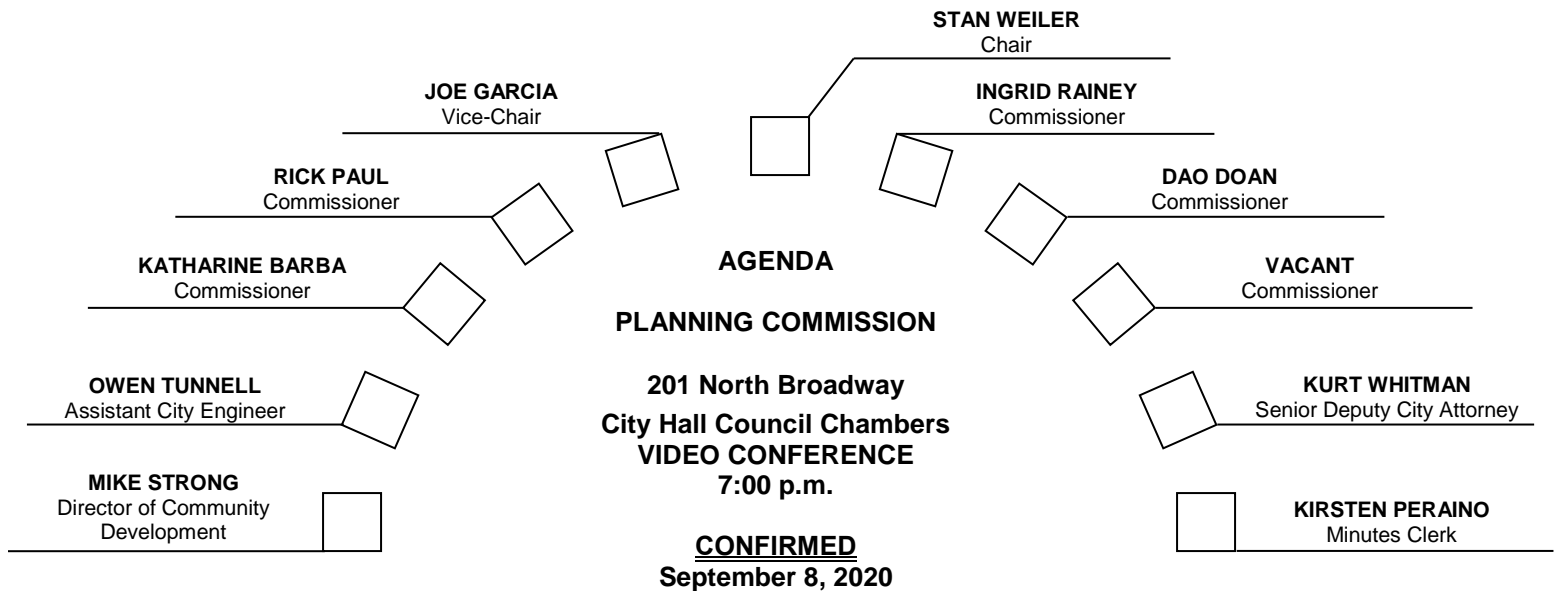 STAN WEILER
Chair
JOE GARCIA
Vice-Chair
INGRID RAINEY
Commissioner
RICK PAUL
Commissioner
DAO DOAN
Commissioner
KATHARINE BARBA
Commissioner
VACANT
Commissioner
OWEN TUNNELL
Assistant City Engineer
KURT WHITMAN
Senior Deputy City Attorney
MIKE STRONG
Director of Community
Development
KIRSTEN PERAINO
Minutes Clerk
AGENDA
PLANNING COMMISSION
201 North Broadway
City Hall Council Chambers
VIDEO CONFERENCE
7:00 p.m.
CONFIRMED
September 8, 2020